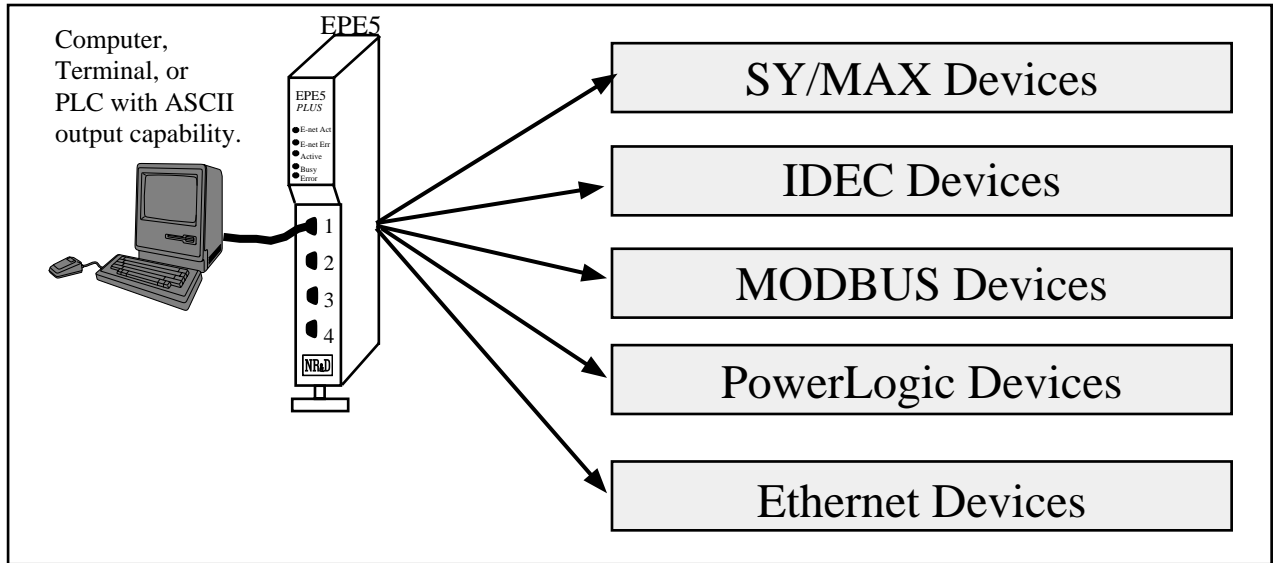 EPE5
Computer,
Terminal, or
PLC with ASCII
output capability.
EPE5
PLUS
E-net Act
E-net Err
Active
Busy
Error
1
2
3
4
NR&D
SY/MAX Devices
IDEC Devices
MODBUS Devices
PowerLogic Devices
Ethernet Devices